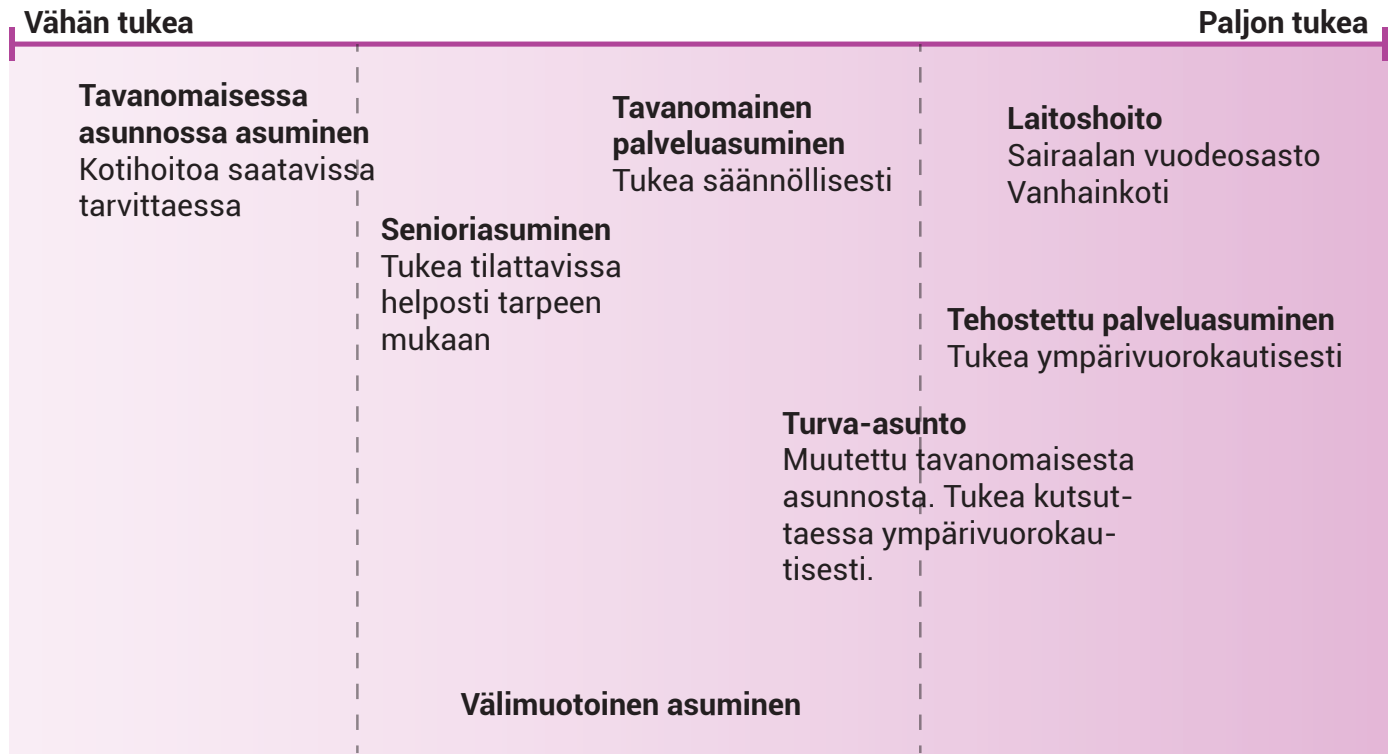 Vähän tukea
Paljon tukea
Tavanomaisessa
asunnossa asuminen
Kotihoitoa saatavissa
tarvittaessa
Senioriasuminen
Tukea tilattavissa
helposti tarpeen
mukaan
Tavanomainen
palveluasuminen
Tukea säännöllisesti
Laitoshoito
Sairaalan vuodeosasto
Vanhainkoti
Tehostettu palveluasuminen
Tukea ympärivuorokautisesti
Turva-asunto
Muutettu tavanomaisesta
asunnosta. Tukea kutsut-
taessa ympärivuorokau-
tisesti.
Välimuotoinen asuminen